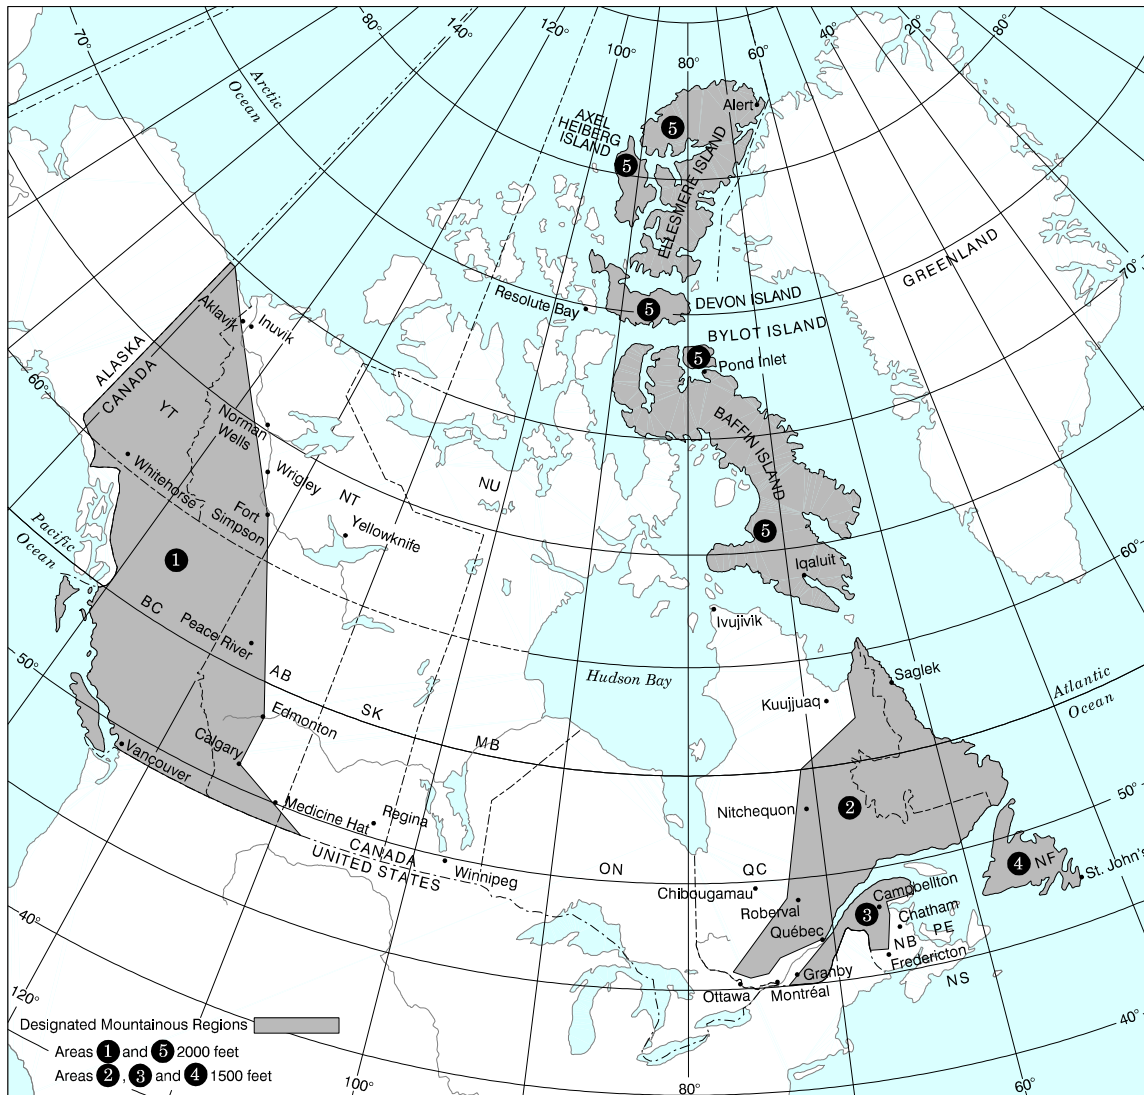 70°
140°
120°
100°
80°
60°
40°
20°
80°
Arctic
Ocean
AXEL
HEIBERG
ISLAND
5
5
Alert
ELLESMERE ISLAND
GREENLAND
70°
Resolute Bay
5
DEVON ISLAND
BYLOT ISLAND
5
Pond Inlet
BAFFIN ISLAND
5
Iqaluit
60°
Aklavik
Inuvik
ALASKA
CANADA
60°
YT
Norman
Wells
Whitehorse
Wrigley
Fort
Simpson
NT
NU
Yellowknife
Pacific
Ocean
1
BC
Peace River
AB
SK
MB
Hudson Bay
Ivujivik
Kuujjuaq
Saglek
Atlantic
Ocean
50°
Edmonton
Calgary
Vancouver
Medicine Hat
Regina
CANADA
UNITED STATES
Winnipeg
ON
QC
Nitchequon
2
50°
4
NF
St. John's
Chibougamau
Roberval
Québec
3
Campbellton
Chatham
PE
NB
Fredericton
NS
Granby
Ottawa
Montréal
40°
40°
120°
100°
80°
60°
Designated Mountainous Regions
Areas 1 and 5 2000 feet
Areas 2 , 3 and 4 1500 feet